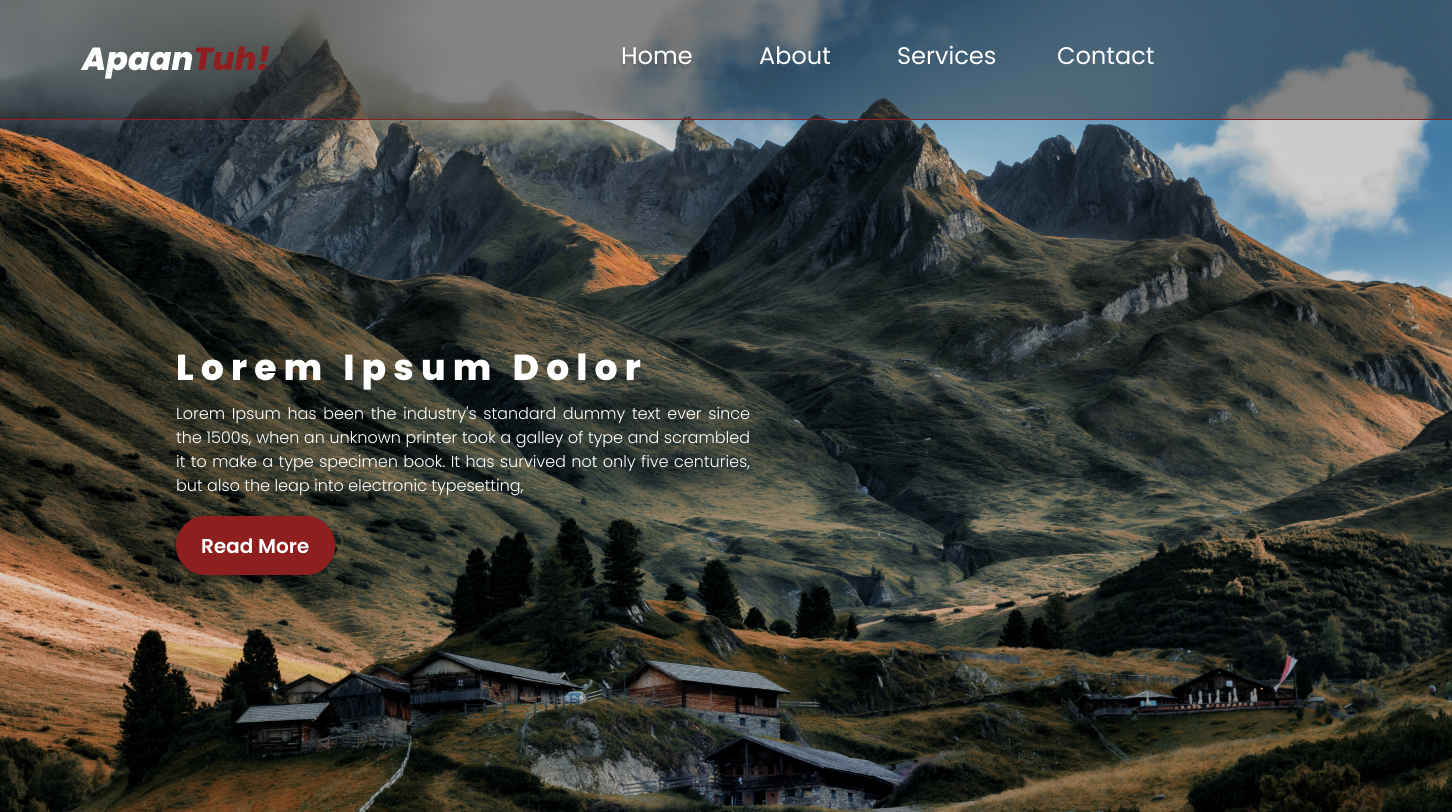 ApaanTuh!
Home About Services Contact
Lorem Ipsum Dolor
Lorem Ipsum has been the industry's standard dummy text ever since
the 1500s, when an unknown printer took a galley of type and scrambled
it to make a type specimen book. It has survived not only five centuries,
but also the leap into electronic typesetting,
Read More